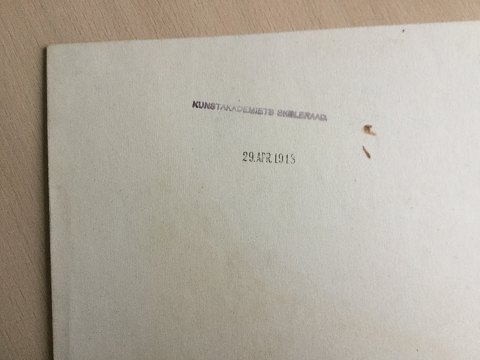 KUNSTAKADEMIETS SKOLERAAD.
29.APR.1913